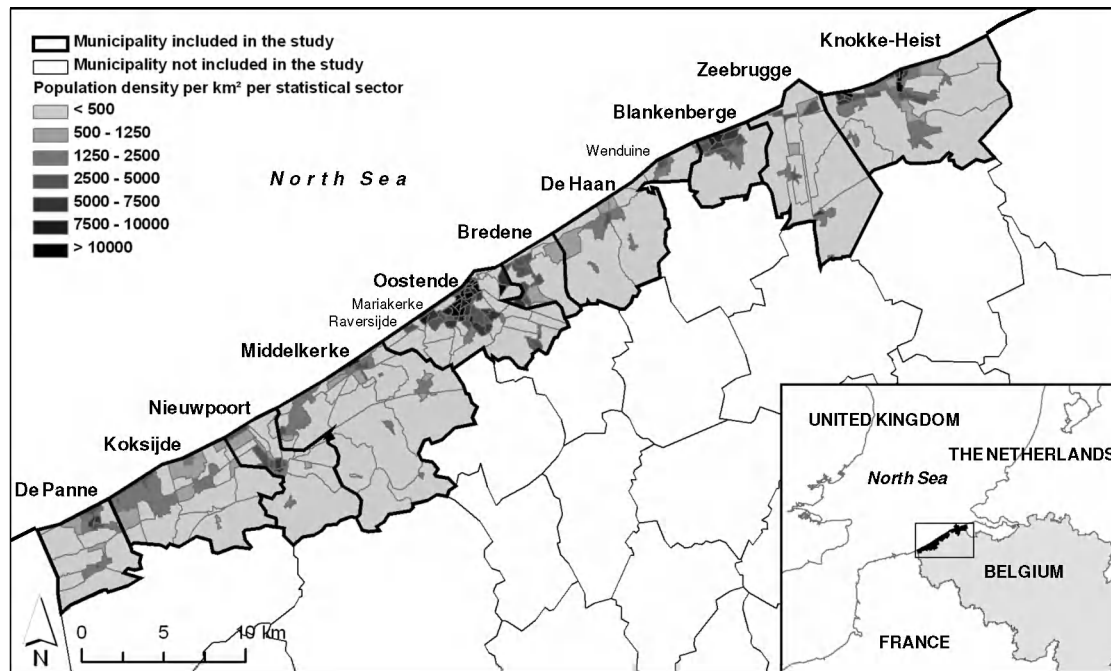 Municipality included in the study
Municipality not included in the study
Population density per km² per statistical sector
< 500
500 - 1250
1250 - 2500
2500 - 5000
5000 - 7500
7500 - 10000
> 10000
North Sea
Knokke-Heist
Zeebrugge
Blankenberge
Wenduine
De Haan
Bredene
Oostende
Mariakerke
Raversijde
Middelkerke
Nieuwpoort
Koksijde
De Panne
N
0 5 10 km
UNITED KINGDOM
THE NETHERLANDS
North Sea
BELGIUM
FRANCE